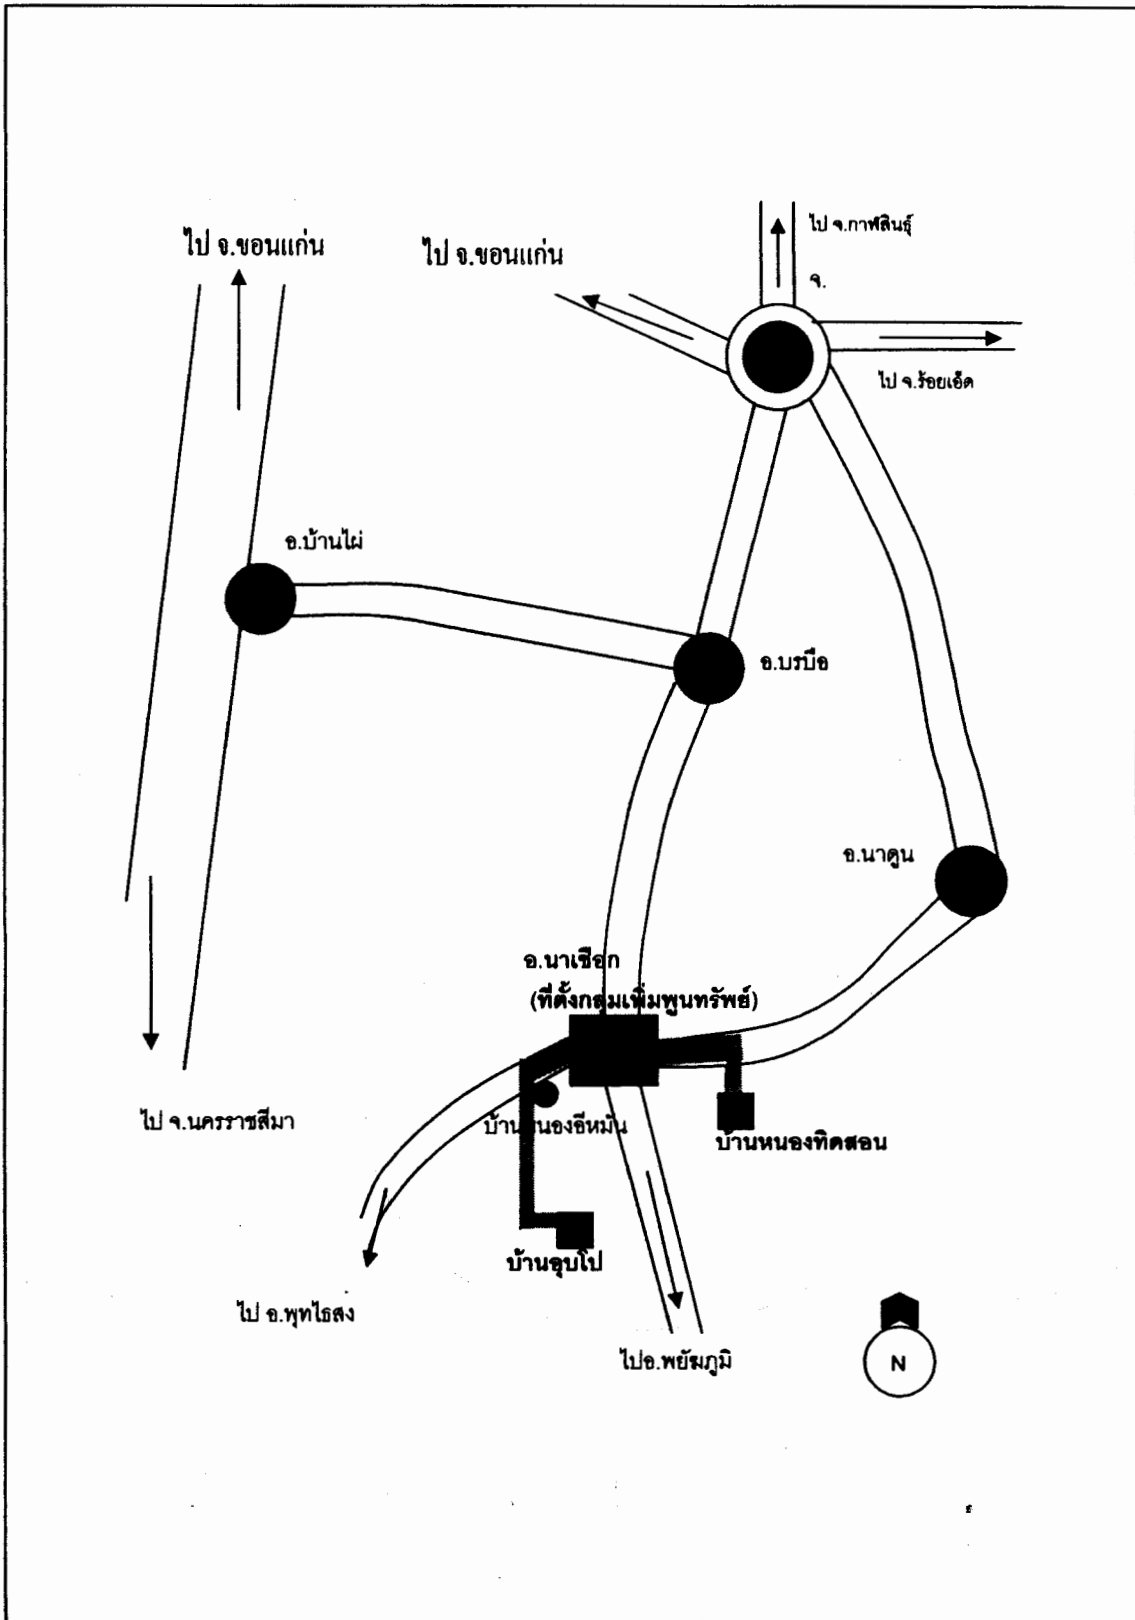 ไป จ.กาฬสินธุ์
ไป จ.ขอนแก่น
ไป จ.ขอนแก่น
จ.
ไป จ.ร้อยเอ็ด
อ.บ้านไผ่
อ.บรบือ
อ.นาดูน
อ.นาเชือก
(ที่ตั้งกลุ่มเพิ่มพูนทรัพย์)
ไป จ.นครราชสีมา
บ้านหนองอีหมัน
บ้านหนองทิดสอน
บ้านอุบโป
ไป อ.พุทไธสง
ไปอ.พยัฆภูมิ
N